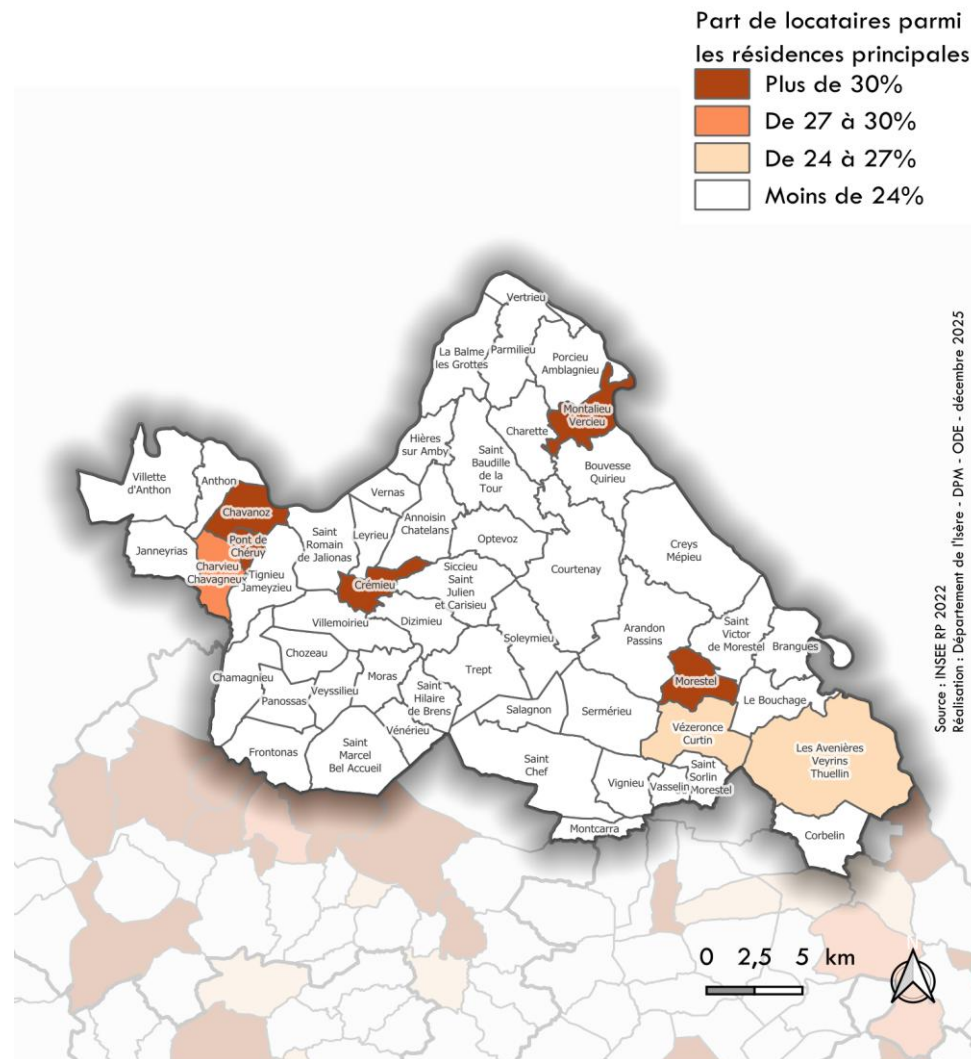 Part de locataires parmi
les résidences principales
Plus de 30%
De 27 à 30%
De 24 à 27%
Moins de 24%
Vertrieu
La Balme
les Grottes
Parmilieu
Porcieu
Amblagnieu
Montalieu
Vercieu
Charette
Hières
sur Amby
Saint
Baudille
de la
Tour
Bouvesse
Quirieu
Villette
d'Anthon
Anthon
Vernas
Chavanoz
Annoisin
Chatelans
Leyrieu
Saint
Romain
de Jalionas
Optevoz
Creys
Mépieu
Janneyrias
Pont de
Chéruy
Charvieu
Chavagneux
Tignieu
Jameyzieu
Crémieu
Siccieu
Saint
Julien
et Carisieu
Courtenay
Villemoirieu
Dizimieu
Soleymieu
Arandon
Passins
Saint
Victor
de Morestel
Brangues
Chozeau
Trept
Chamagnieu
Panossas
Veyssilieu
Moras
Saint
Hilaire
de Brens
Morestel
Le Bouchage
Salagnon
Sermérieu
Vénérieu
Vézeronce
Curtin
Frontonas
Saint
Marcel
Bel Accueil
Saint
Chef
Vignieu
Vasselin
Saint
Sorlin
Morestel
Les Avenières
Veyrins
Thuellin
Montcarra
Corbelin
Source : INSEE RP 2022
Réalisation : Département de l'Isère - DPM - ODE - décembre 2025
0 2,5 5 km